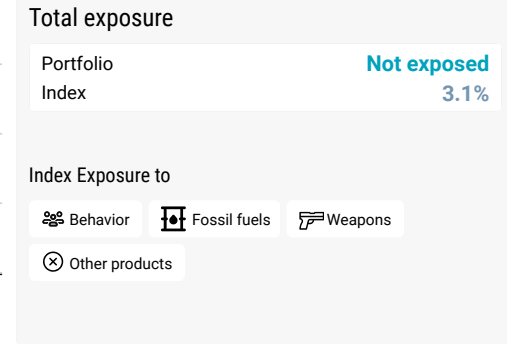 Total exposure
Portfolio Not exposed
Index 3.1%
Index Exposure to
Behavior Fossil fuels Weapons
Other products